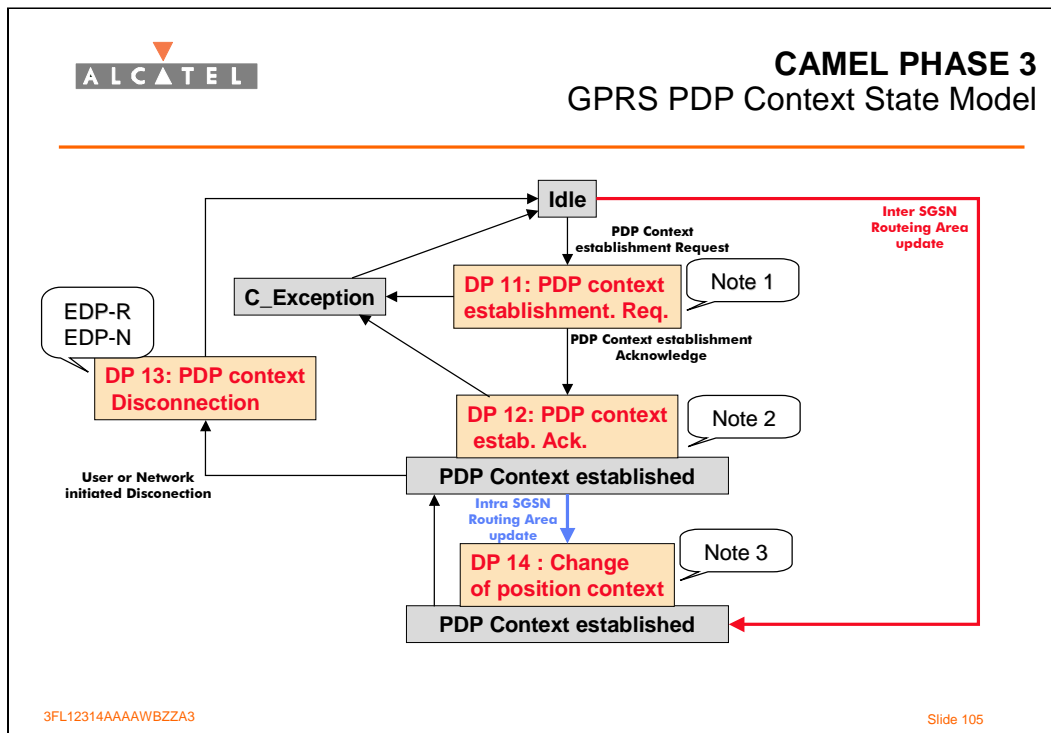 ALCATEL
CAMEL PHASE 3
GPRS PDP Context State Model
Idle
Inter SGSN
Routeing Area
update
PDP Context
establishment Request
C_Exception
DP 11: PDP context
establishment. Req.
Note 1
EDP-R
EDP-N
PDP Context establishment
Acknowledge
DP 13: PDP context
Disconnection
DP 12: PDP context
estab. Ack.
Note 2
PDP Context established
User or Network
initiated Disconection
Intra SGSN
Routing Area
update
DP 14 : Change
of position context
Note 3
PDP Context established
3FL12314AAAAWBZZA3
Slide 105